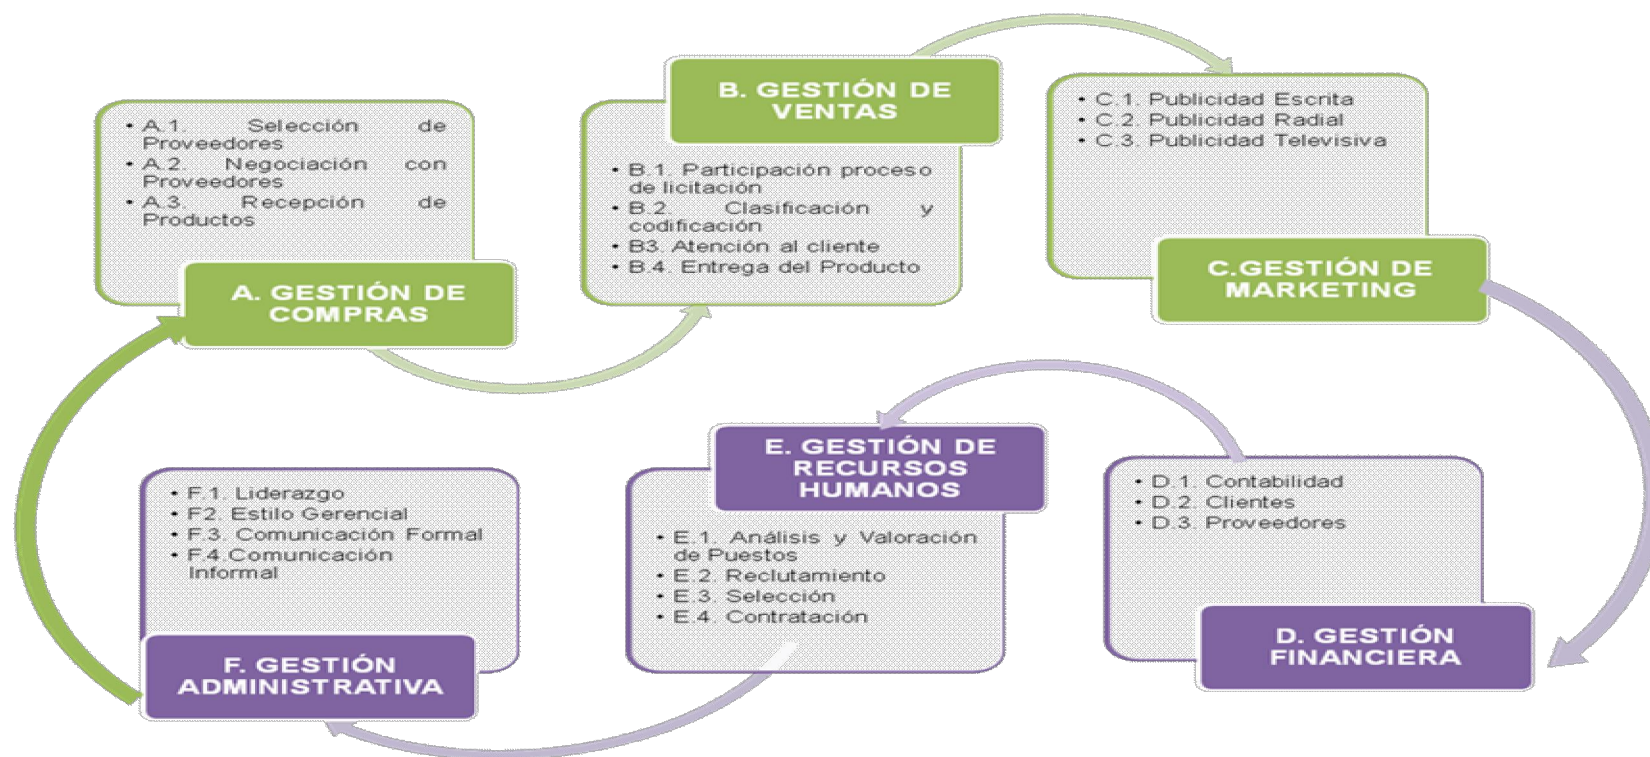 • A.1. Selección de
Proveedores
• A.2. Negociación con
Proveedores
• A.3. Recepción de
Productos
A. GESTIÓN DE
COMPRAS
B. GESTIÓN DE
VENTAS
• B.1. Participación proceso
de licitación
• B.2. Clasificación y
codificación
• B3. Atención al cliente
• B.4. Entrega del Producto
• C.1. Publicidad Escrita
• C.2. Publicidad Radial
• C.3. Publicidad Televisiva
C.GESTIÓN DE
MARKETING
• D.1. Contabilidad
• D.2. Clientes
• D.3. Proveedores
D. GESTIÓN
FINANCIERA
E. GESTIÓN DE
RECURSOS
HUMANOS
• E.1. Análisis y Valoración
de Puestos
• E.2. Reclutamiento
• E.3. Selección
• E.4. Contratación
• F.1. Liderazgo
• F2. Estilo Gerencial
• F.3. Comunicación Formal
• F.4.Comunicación
Informal
F. GESTIÓN
ADMINISTRATIVA